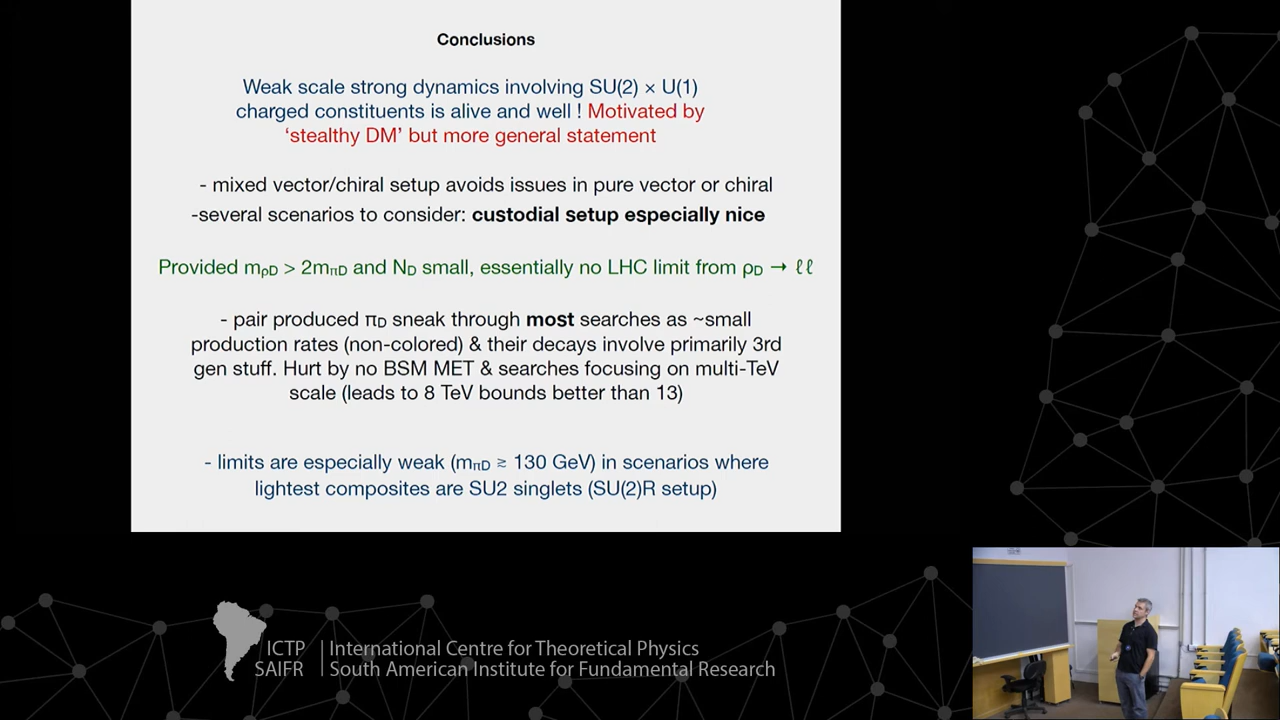 Conclusions
Weak scale strong dynamics involving SU(2) × U(1)
charged constituents is alive and well ! Motivated by
‘stealthy DM’ but more general statement
- mixed vector/chiral setup avoids issues in pure vector or chiral
-several scenarios to consider: custodial setup especially nice
Provided mρD > 2mπD and ND small, essentially no LHC limit from ρD → ℓℓ
- pair produced πD sneak through most searches as ~small
production rates (non-colored) & their decays involve primarily 3rd
gen stuff. Hurt by no BSM MET & searches focusing on multi-TeV
scale (leads to 8 TeV bounds better than 13)
- limits are especially weak (mπD ≳ 130 GeV) in scenarios where
lightest composites are SU2 singlets (SU(2)R setup)
ICTP
SAIFR
International Centre for Theoretical Physics
South American Institute for Fundamental Research